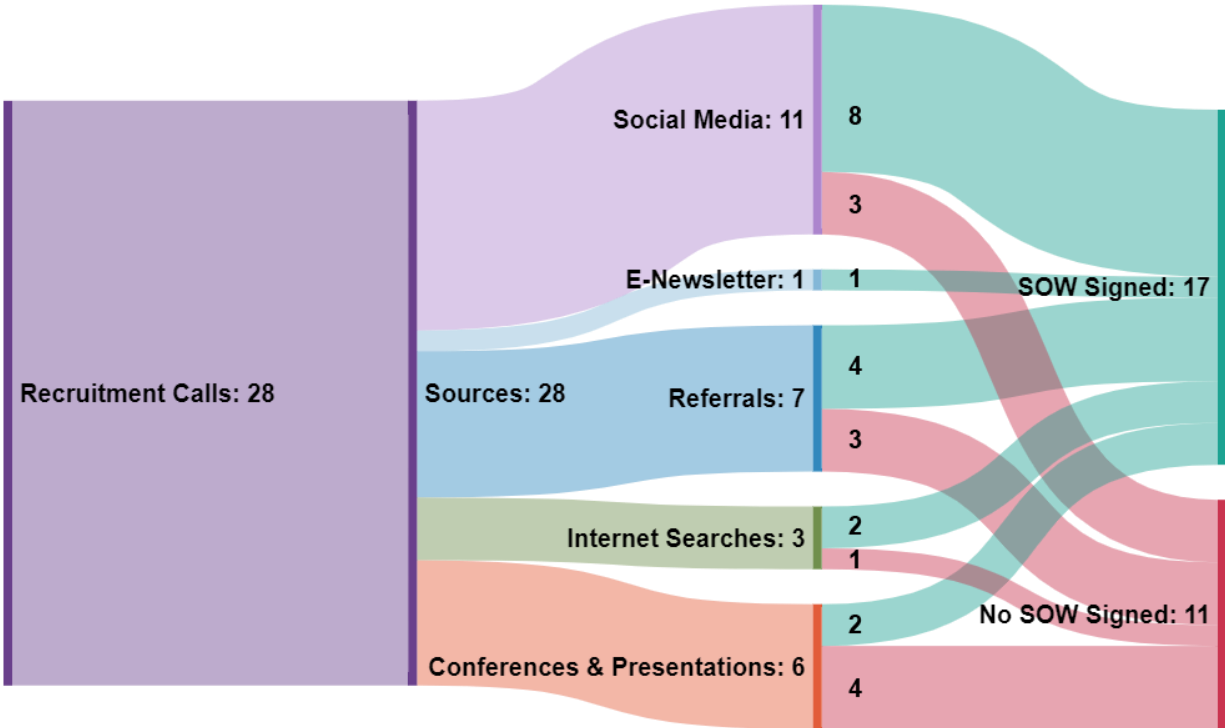 Recruitment Calls: 28
Sources: 28
Social Media: 11
8
3
E-Newsletter: 1
1
Referrals: 7
4
3
Internet Searches: 3
2
1
Conferences & Presentations: 6
2
4
SOW Signed: 17
No SOW Signed: 11